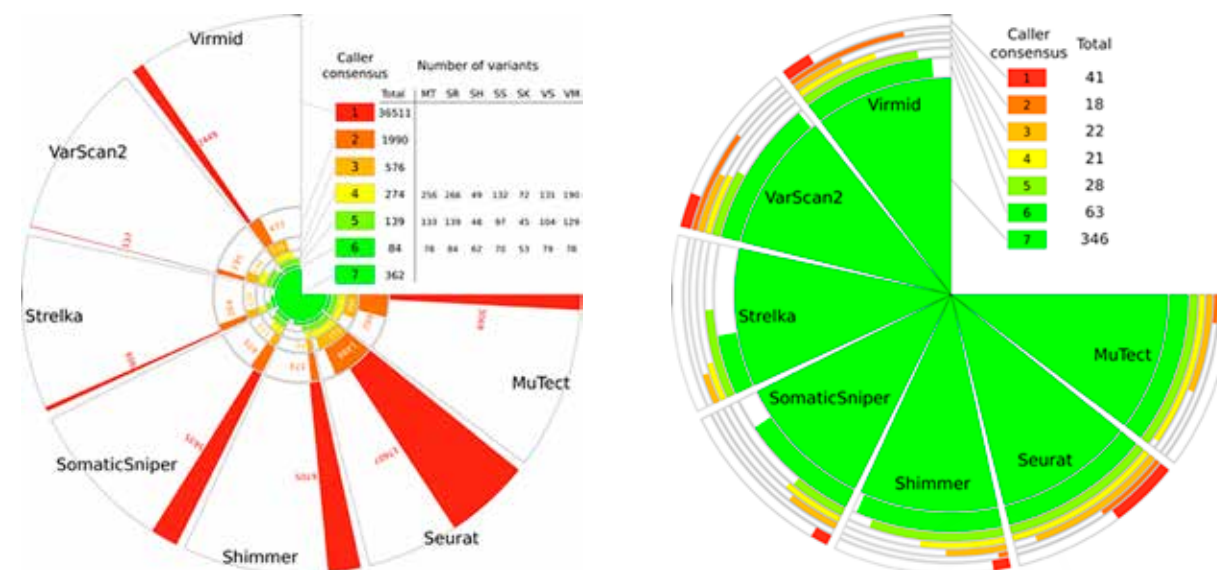 Virmid
VarScan2
Strelka
SomaticSniper
Shimmer
Seurat
MuTect
Caller
consensus
Number of variants
Total MT SR SH SS SK VS VM
1 36511
2 1990
3 576
4 274 256 266 49 132 72 131 190
5 139 133 139 48 97 45 104 129
6 84 78 84 62 70 53 79 78
7 362
3068
Caller
consensus
Total
1 41
2 18
3 22
4 21
5 28
6 63
7 346
Virmid
VarScan2
Strelka
SomaticSniper
Shimmer
Seurat
MuTect